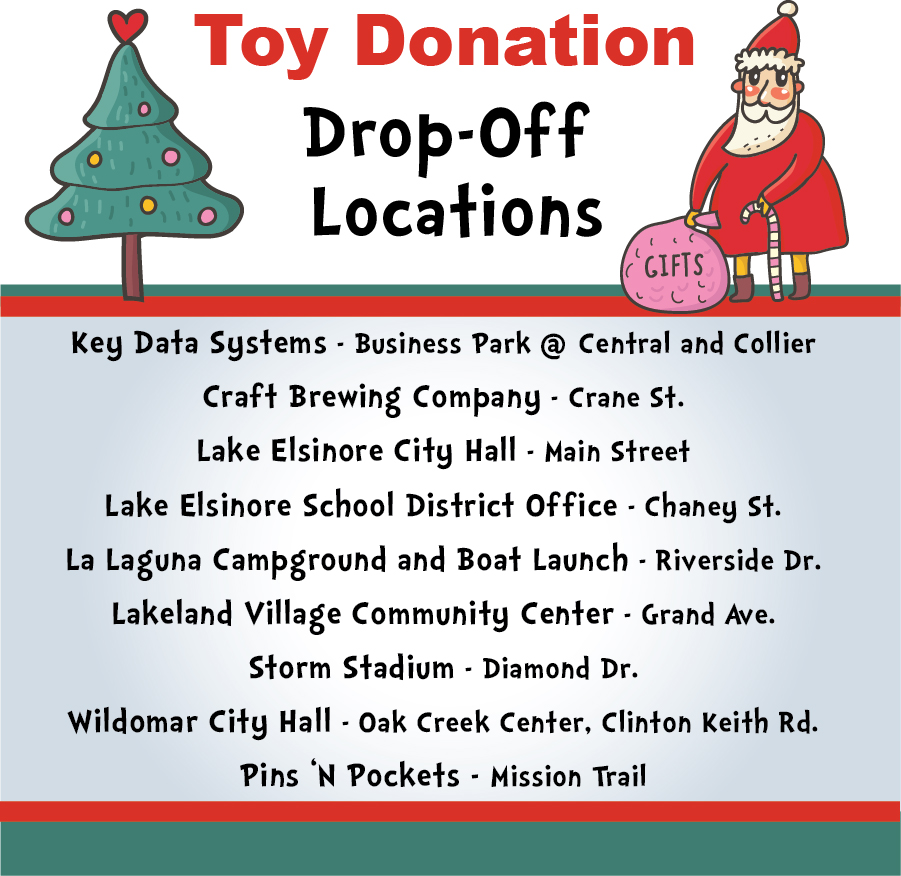 Toy Donation
Drop-Off
Locations
GIFTS
Key Data Systems - Business Park @ Central and Collier
Craft Brewing Company - Crane St.
Lake Elsinore City Hall - Main Street
Lake Elsinore School District Office - Chaney St.
La Laguna Campground and Boat Launch - Riverside Dr.
Lakeland Village Community Center - Grand Ave.
Storm Stadium - Diamond Dr.
Wildomar City Hall - Oak Creek Center, Clinton Keith Rd.
Pins ‘N Pockets - Mission Trail